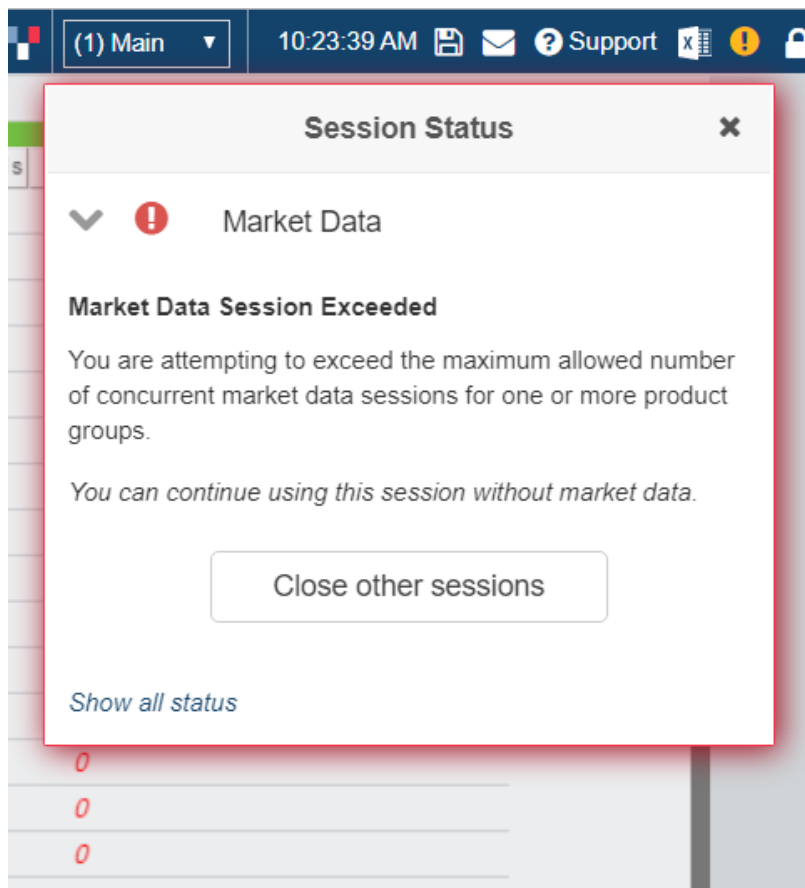 (1) Main ▼ 10:23:39 AM Support
Session Status
s
Market Data
Market Data Session Exceeded
You are attempting to exceed the maximum allowed number
of concurrent market data sessions for one or more product
groups.
You can continue using this session without market data.
Close other sessions
Show all status
0
0
0